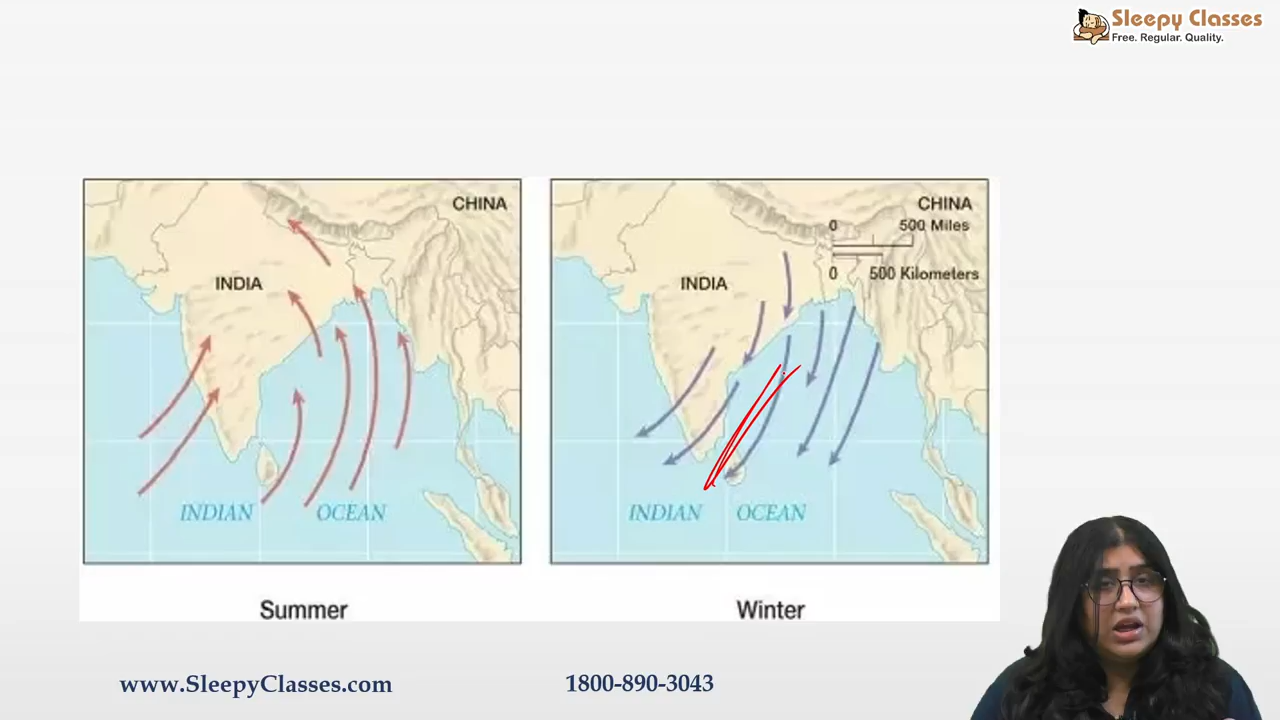 Sleepy Classes
Free. Regular. Quality.
CHINA
INDIA
INDIAN OCEAN
Summer
CHINA
0 500 Miles
0 500 Kilometers
INDIA
INDIAN OCEAN
Winter
www.SleepyClasses.com
1800-890-3043